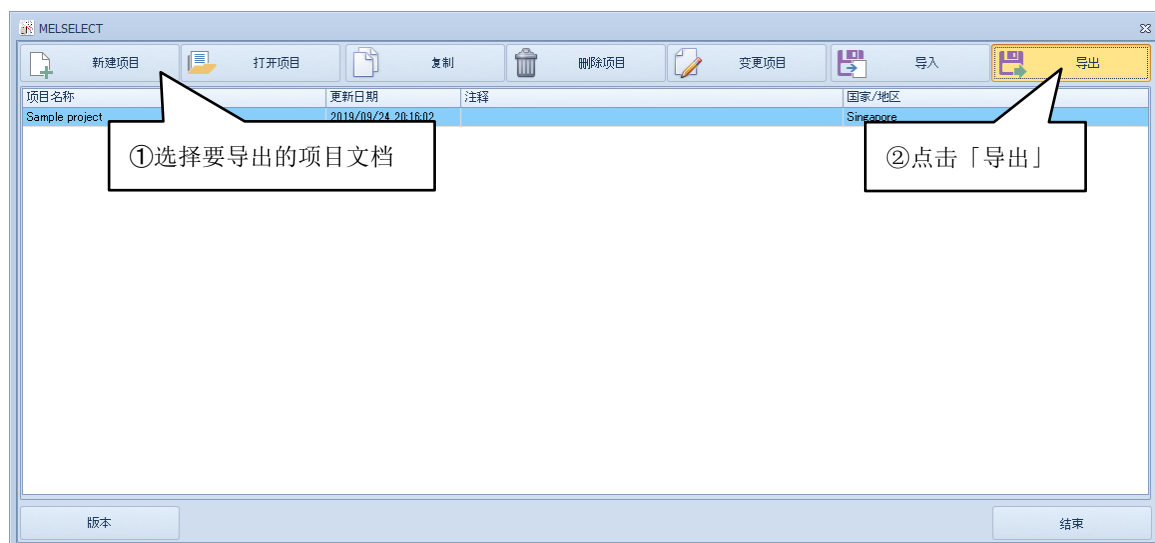 MELSELECT
新建项目 打开项目 复制 删除项目 变更项目 导入 导出
项目名称 更新日期 注释 国家/地区
Sample project 2019/09/24 20:16:02 Singapore
①选择要导出的项目文档 ②点击「导出」
版本 结束